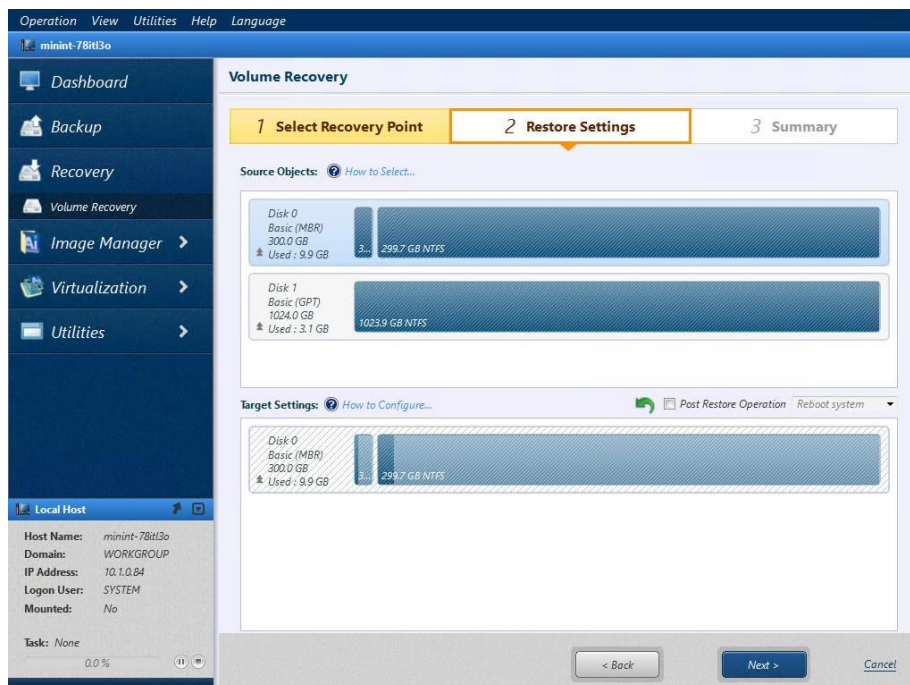 Operation View Utilities Help Language
minint-78itl3o
Dashboard
Backup
Recovery
Volume Recovery
Image Manager
Virtualization
Utilities
Local Host
Host Name: minint-78itl3o
Domain: WORKGROUP
IP Address: 10.1.0.84
Logon User: SYSTEM
Mounted: No
Task: None
0.0 %
Volume Recovery
1 Select Recovery Point
2 Restore Settings
3 Summary
Source Objects: How to Select...
Disk 0
Basic (MBR)
300.0 GB
Used : 9.9 GB
3... 299.7 GB NTFS
Disk 1
Basic (GPT)
1024.0 GB
Used : 3.1 GB
1023.9 GB NTFS
Target Settings: How to Configure...
Post Restore Operation Reboot system
Disk 0
Basic (MBR)
300.0 GB
Used : 9.9 GB
3... 299.7 GB NTFS
< Back
Next >
Cancel